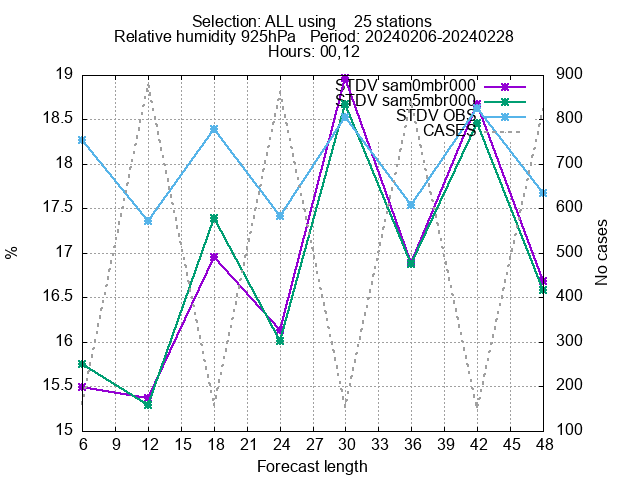 Selection: ALL using    25 stations
Relative humidity 925hPa   Period: 20240206-20240228
Hours: 00,12
19
18.5
18
17.5
17
16.5
16
15.5
15
900
800
700
600
500
400
300
200
100
STDV sam0mbr000
STDV sam5mbr000
STDV OBS
CASES
%
No cases
6 9 12 15 18 21 24 27 30 33 36 39 42 45 48
Forecast length